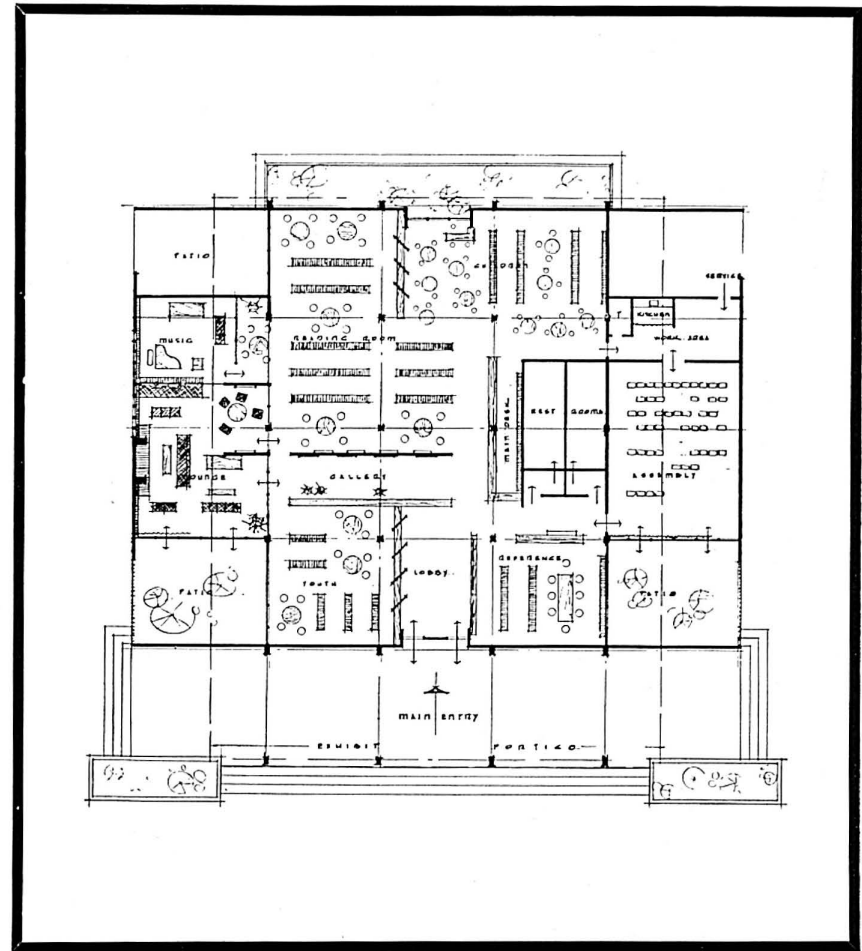 PATIO
CHILDREN
SERVICE
KITCHEN
MUSIC
READING ROOM
WORK AREA
REST ROOMS
MAIN DESK
LOUNGE
GALLERY
ASSEMBLY
REFERENCE
LOBBY
YOUTH
PATIO
PATIO
MAIN ENTRY
EXHIBIT PORTICO